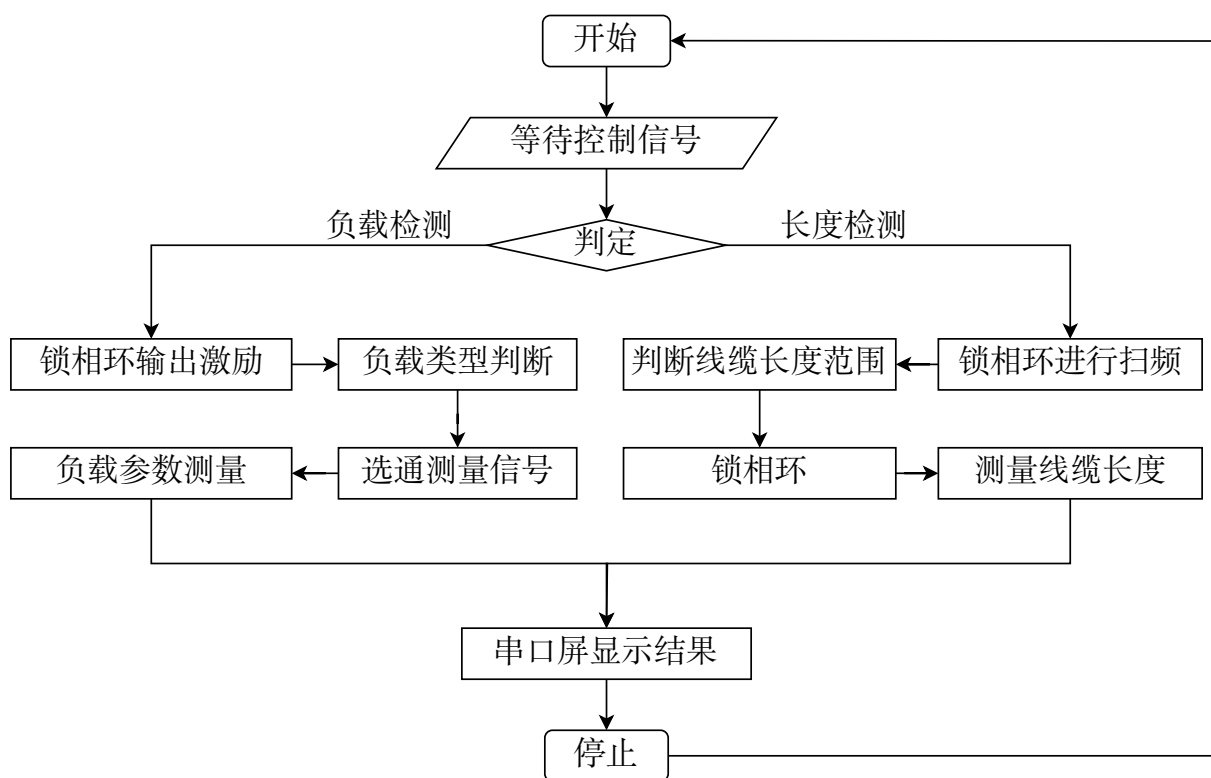 开始
等待控制信号
负载检测
判定
长度检测
锁相环输出激励
负载类型判断
判断线缆长度范围
锁相环进行扫频
负载参数测量
选通测量信号
锁相环
测量线缆长度
串口屏显示结果
停止